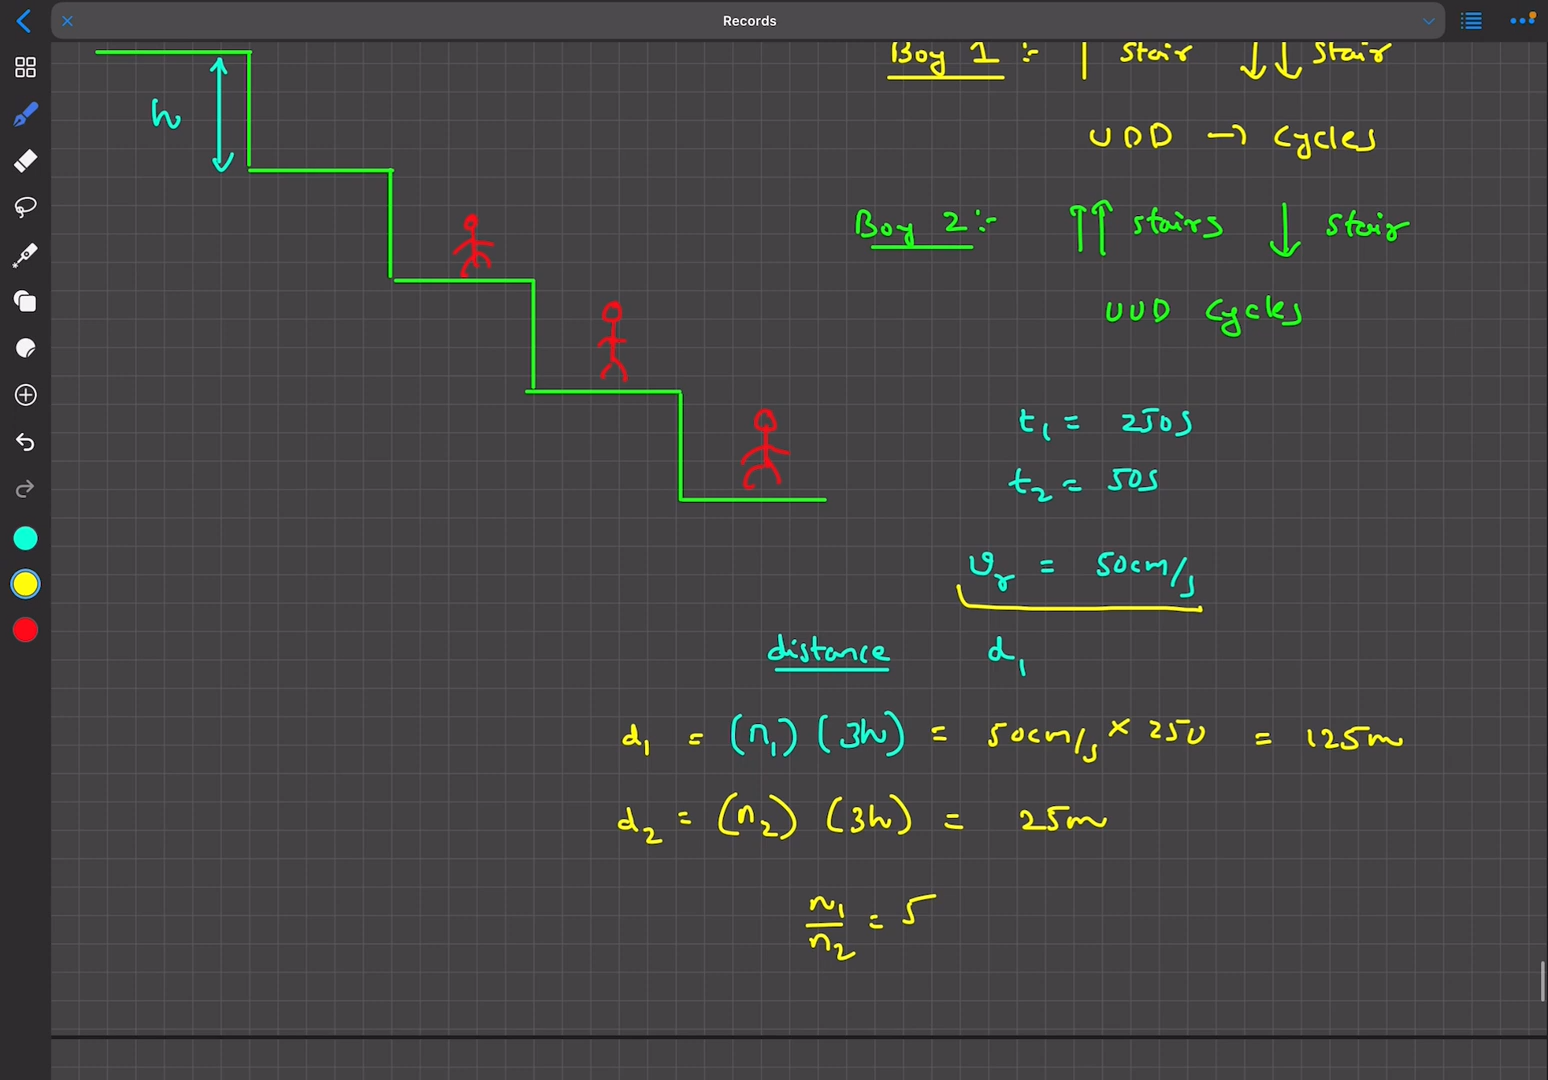 Records
Boy 1 :- | Stair ↓↓ Stair
UDD → Cycles
h
Boy 2 :- ↑↑ Stairs ↓ Stair
UUD Cycles
t₁ = 250s
t₂ = 50s
v_r = 50cm/s
distance d₁
d₁ = (n₁) (3h) = 50cm/s × 250 = 125m
d₂ = (n₂) (3h) = 25m
n₁/n₂ = 5